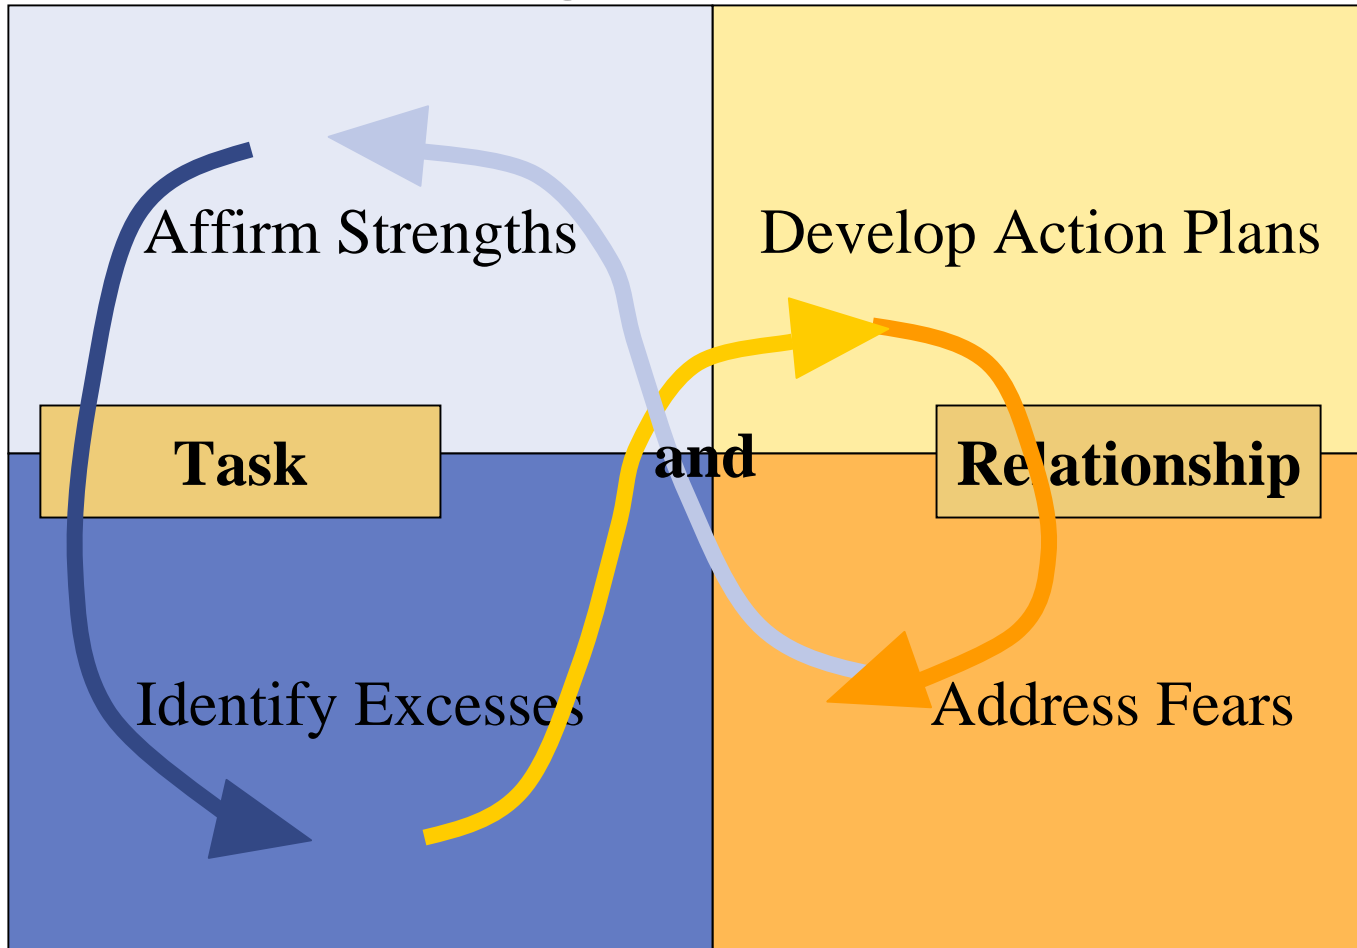 Affirm Strengths
Develop Action Plans
Task
and
Relationship
Identify Excesses
Address Fears